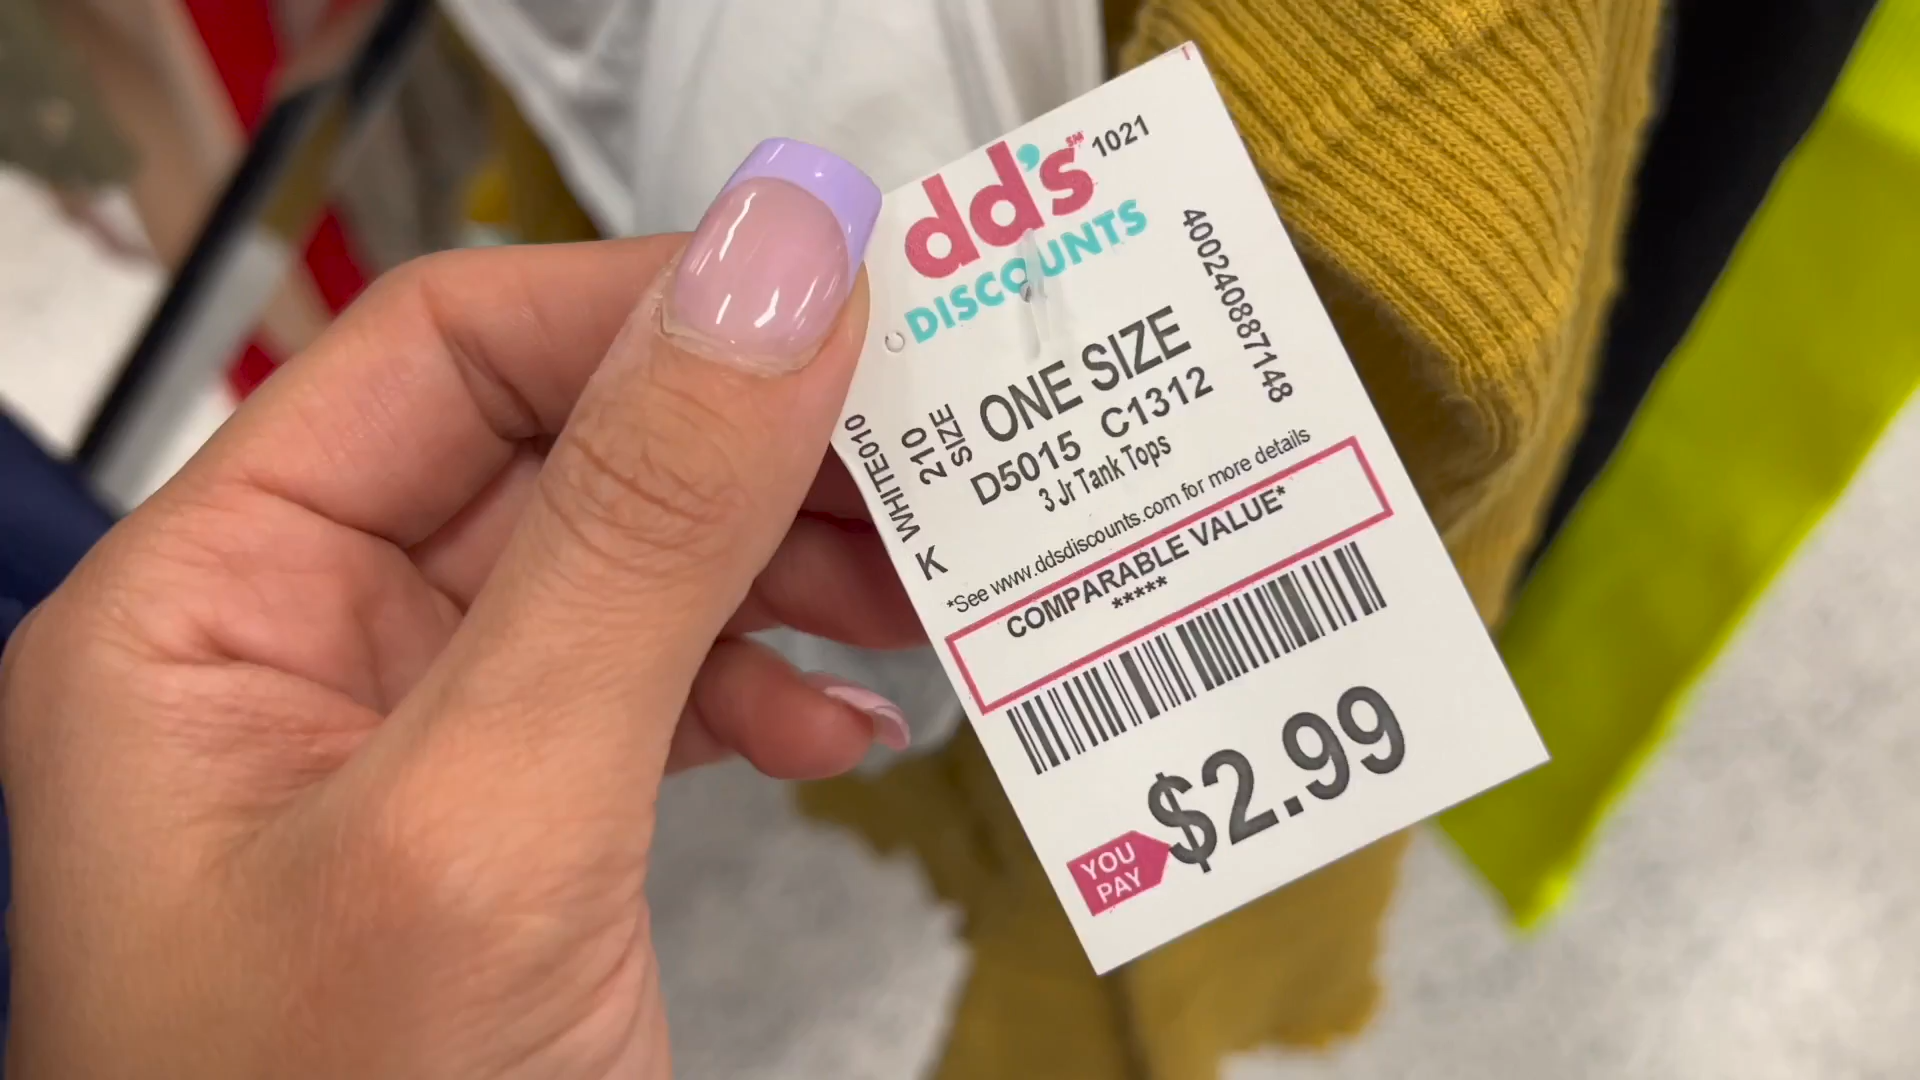 dd's℠ 1021
DISCOUNTS
400240887148
WHITE010
K
210
SIZE
ONE SIZE
D5015 C1312
3 Jr Tank Tops
*See www.ddsdiscounts.com for more details
COMPARABLE VALUE*
*****
$2.99
YOU
PAY